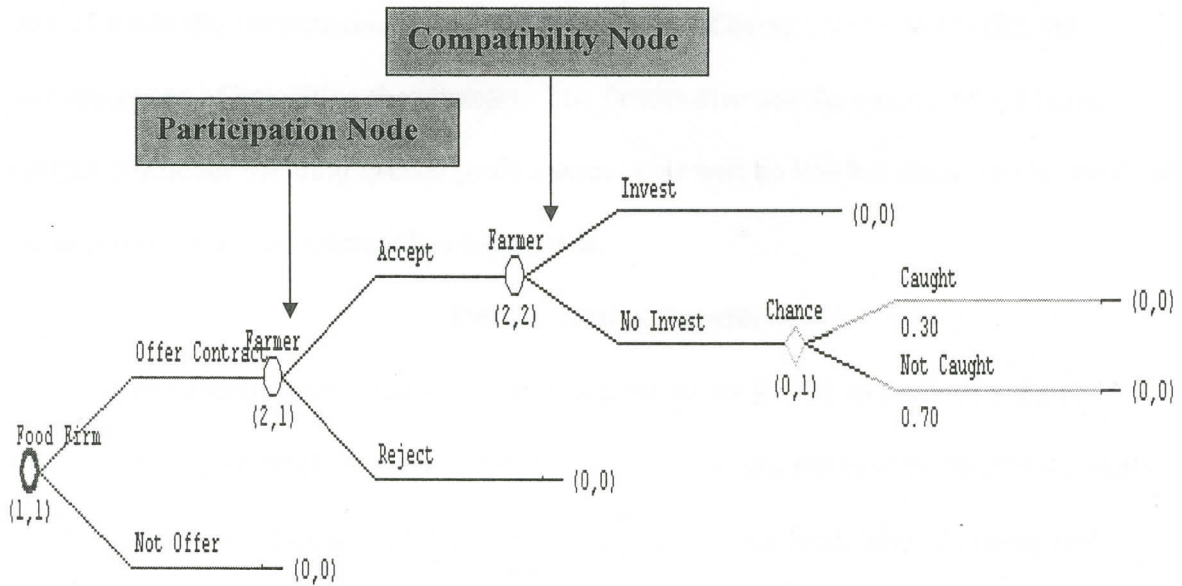 Compatibility Node
Participation Node
Invest
(0,0)
Farmer
Accept
(2,2)
Caught
(0,0)
0.30
No Invest
Chance
(0,1)
Not Caught
(0,0)
0.70
Farmer
Offer Contract
(2,1)
Reject
(0,0)
Food Firm
(1,1)
Not Offer
(0,0)